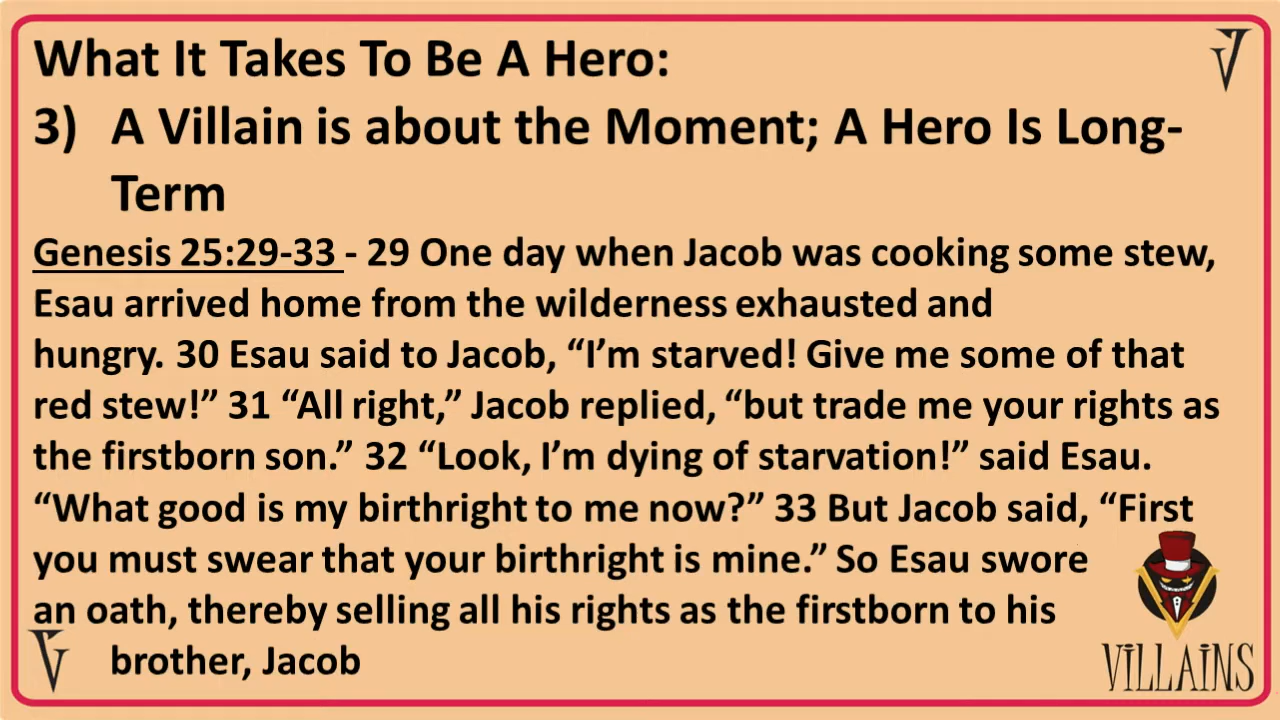 What It Takes To Be A Hero:
3) A Villain is about the Moment; A Hero Is Long-
Term
Genesis 25:29-33 - 29 One day when Jacob was cooking some stew,
Esau arrived home from the wilderness exhausted and
hungry. 30 Esau said to Jacob, “I’m starved! Give me some of that
red stew!” 31 “All right,” Jacob replied, “but trade me your rights as
the firstborn son.” 32 “Look, I’m dying of starvation!” said Esau.
“What good is my birthright to me now?” 33 But Jacob said, “First
you must swear that your birthright is mine.” So Esau swore
an oath, thereby selling all his rights as the firstborn to his
brother, Jacob
V
V
VILLAINS